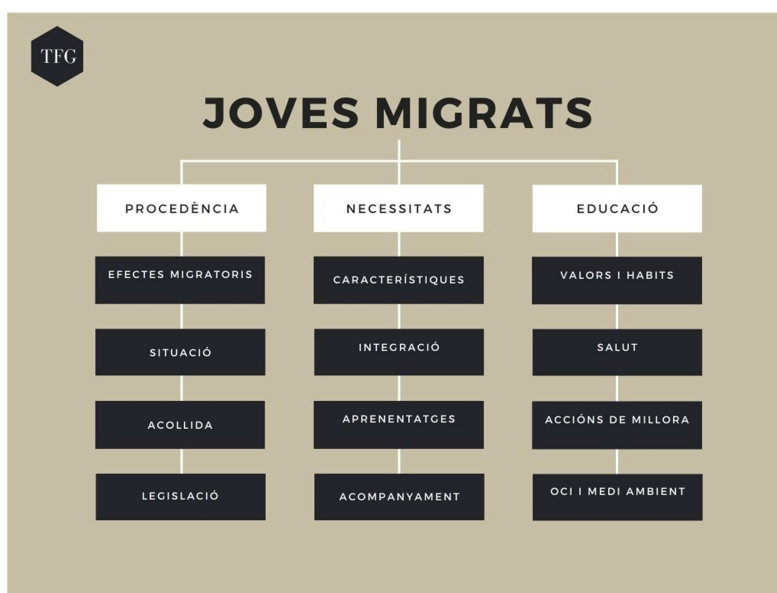 TFG
JOVES MIGRATS
PROCEDÈNCIA
EFECTES MIGRATORIS
SITUACIÓ
ACOLLIDA
LEGISLACIÓ
NECESSITATS
CARACTERÍSTIQUES
INTEGRACIÓ
APRENENTATGES
ACOMPANYAMENT
EDUCACIÓ
VALORS I HABITS
SALUT
ACCIÓNS DE MILLORA
OCI I MEDI AMBIENT